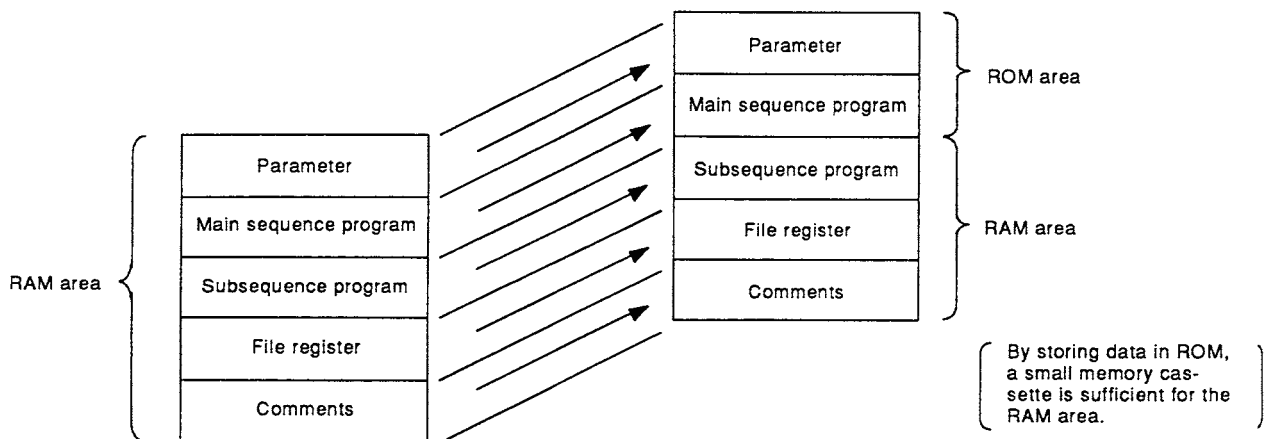 RAM area
Parameter
Main sequence program
Subsequence program
File register
Comments
Parameter
Main sequence program
Subsequence program
File register
Comments
ROM area
RAM area
By storing data in ROM,
a small memory cas-
sette is sufficient for the
RAM area.